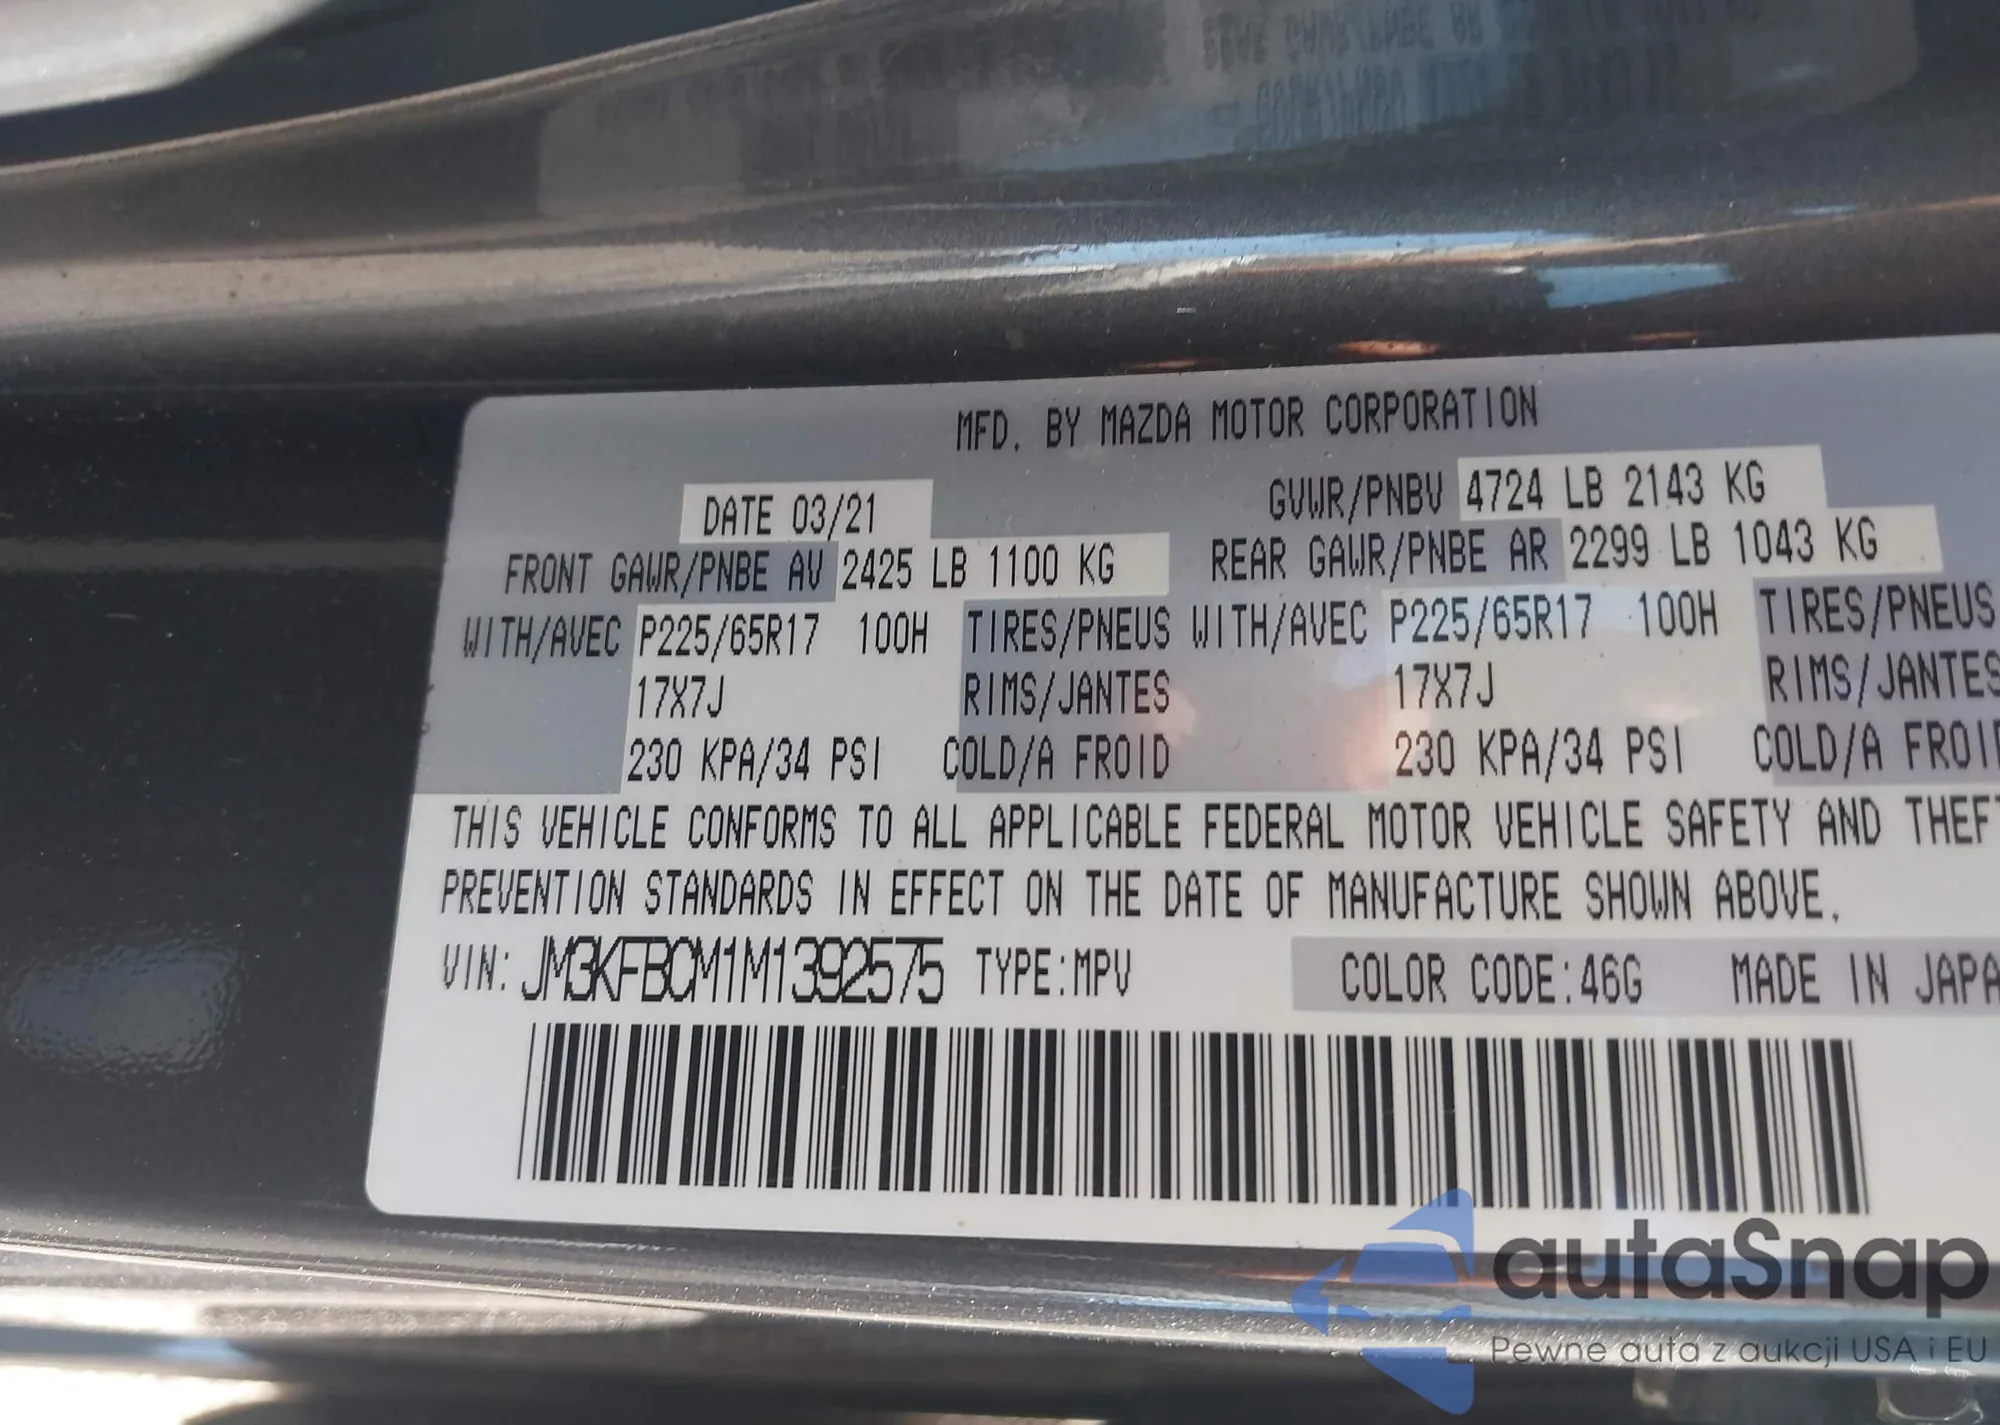 MFD. BY MAZDA MOTOR CORPORATION
DATE 03/21 GVWR/PNBV 4724 LB 2143 KG
FRONT GAWR/PNBE AV 2425 LB 1100 KG REAR GAWR/PNBE AR 2299 LB 1043 KG
WITH/AVEC P225/65R17 100H TIRES/PNEUS WITH/AVEC P225/65R17 100H TIRES/PNEUS
17X7J RIMS/JANTES 17X7J RIMS/JANTES
230 KPA/34 PSI COLD/A FROID 230 KPA/34 PSI COLD/A FROID
THIS VEHICLE CONFORMS TO ALL APPLICABLE FEDERAL MOTOR VEHICLE SAFETY AND THEFT
PREVENTION STANDARDS IN EFFECT ON THE DATE OF MANUFACTURE SHOWN ABOVE.
VIN: JM3KFBCM1M1392575 TYPE:MPV COLOR CODE:46G MADE IN JAPA
autaSnap
Pewne auta z aukcji USA i EU